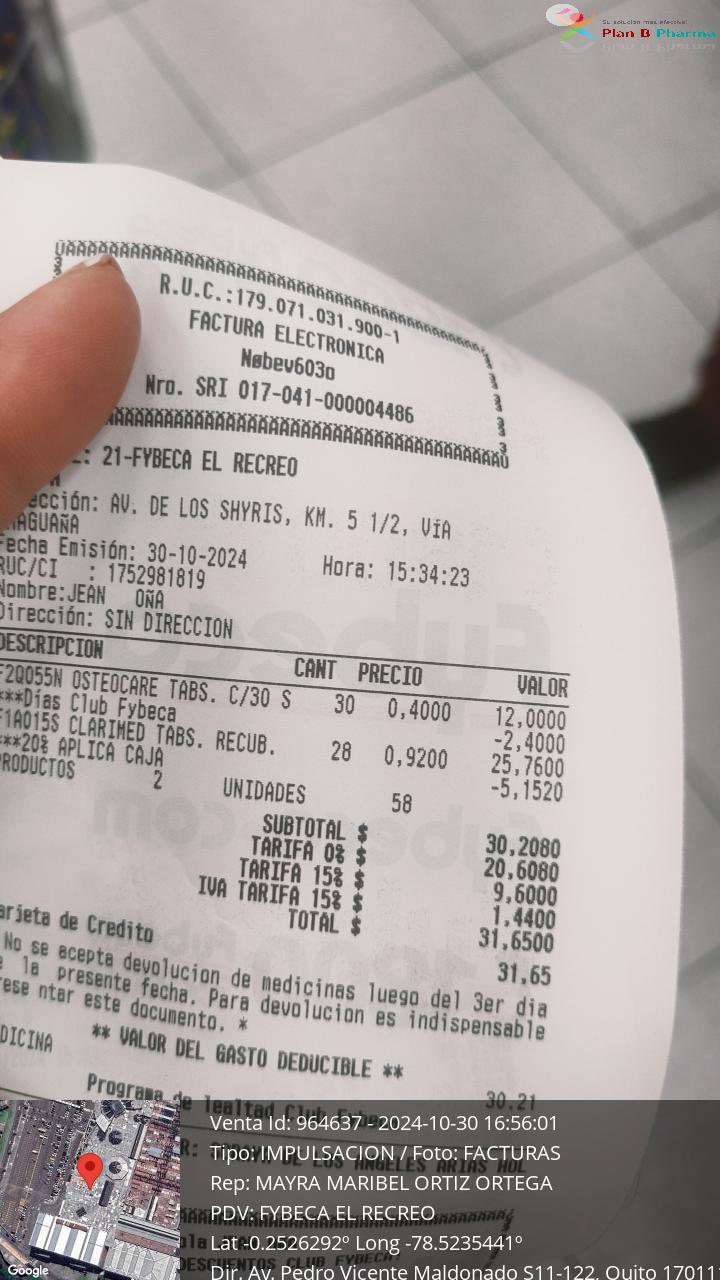 Su solución más efectiva!
Plan B Pharma
R.U.C.:179.071.031.900-1
FACTURA ELECTRONICA
Nøbev603o
Nro. SRI 017-041-000004486
: 21-FYBECA EL RECREO
ección: AV. DE LOS SHYRIS, KM. 5 1/2, VíA
AGUAñA
echa Emisión: 30-10-2024 Hora: 15:34:23
RUC/CI : 1752981819
Nombre:JEAN OÑA
Dirección: SIN DIRECCION
DESCRIPCION CANT PRECIO VALOR
F2Q055N OSTEOCARE TABS. C/30 S 30 0,4000 12,0000
***Días Club Fybeca -2,4000
F1A015S CLARIMED TABS. RECUB. 28 0,9200 25,7600
***20% APLICA CAJA -5,1520
PRODUCTOS 2 UNIDADES 58
SUBTOTAL $ 30,2080
TARIFA 0% $ 20,6080
TARIFA 15% $ 9,6000
IVA TARIFA 15% $ 1,4400
TOTAL $ 31,6500
arjeta de Credito 31,65
No se acepta devolucion de medicinas luego del 3er dia
e la presente fecha. Para devolucion es indispensable
rese ntar este documento. *
** VALOR DEL GASTO DEDUCIBLE **
DICINA 30.21
Programa de lealtad Club Fybeca
Venta Id: 964637 - 2024-10-30 16:56:01
Tipo: IMPULSACION / Foto: FACTURAS
Rep: MAYRA MARIBEL ORTIZ ORTEGA
PDV: FYBECA EL RECREO
Lat -0.2526292º Long -78.5235441º
Dir. Av. Pedro Vicente Maldonado S11-122, Quito 17011
Google